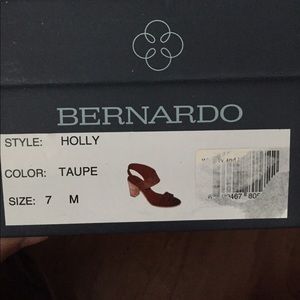 BERNARDO
STYLE: HOLLY
COLOR: TAUPE
SIZE: 7 M